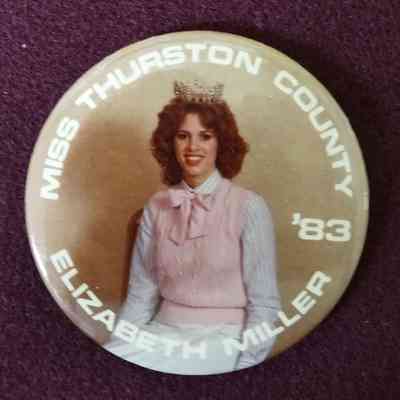 MISS THURSTON COUNTY '83
ELIZABETH MILLER